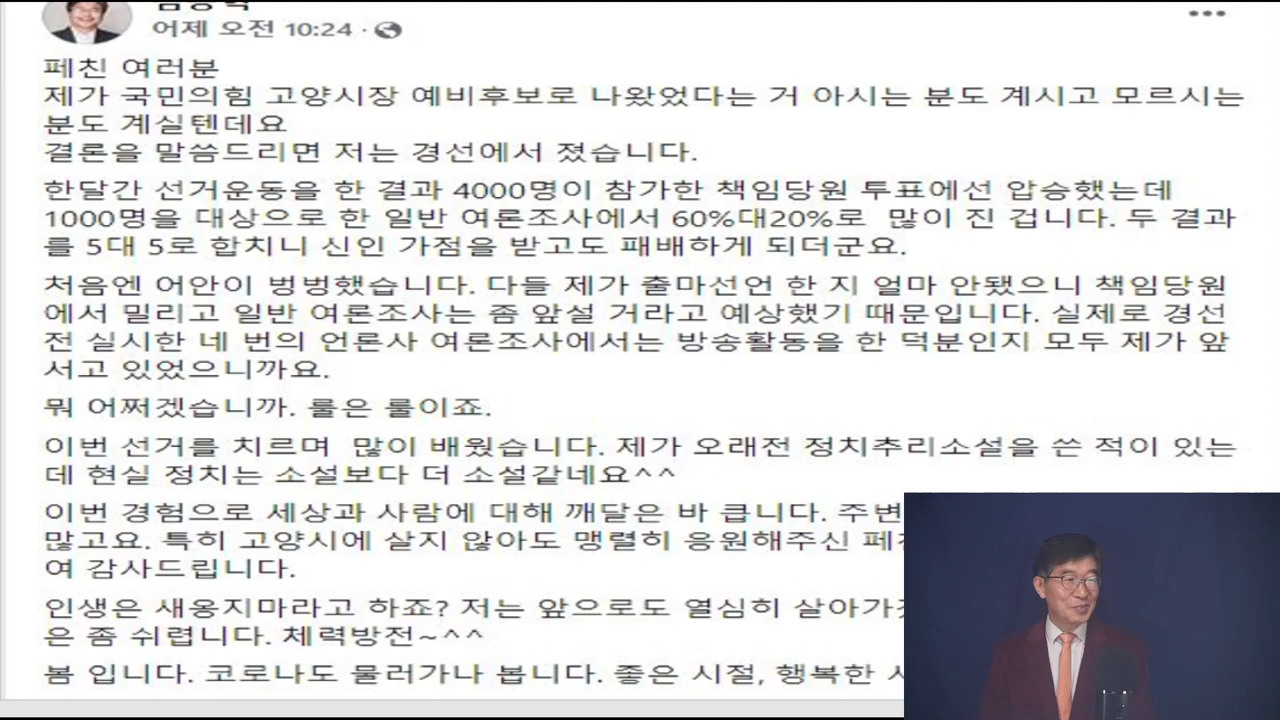 어제 오전 10:24 ·
페친 여러분
제가 국민의힘 고양시장 예비후보로 나왔었다는 거 아시는 분도 계시고 모르시는
분도 계실텐데요
결론을 말씀드리면 저는 경선에서 졌습니다.
한달간 선거운동을 한 결과 4000명이 참가한 책임당원 투표에선 압승했는데
1000명을 대상으로 한 일반 여론조사에서 60%대20%로 많이 진 겁니다. 두 결과
를 5대 5로 합치니 신인 가점을 받고도 패배하게 되더군요.
처음엔 어안이 벙벙했습니다. 다들 제가 출마선언 한 지 얼마 안됐으니 책임당원
에서 밀리고 일반 여론조사는 좀 앞설 거라고 예상했기 때문입니다. 실제로 경선
전 실시한 네 번의 언론사 여론조사에서는 방송활동을 한 덕분인지 모두 제가 앞
서고 있었으니까요.
뭐 어쩌겠습니까. 룰은 룰이죠.
이번 선거를 치르며 많이 배웠습니다. 제가 오래전 정치추리소설을 쓴 적이 있는
데 현실 정치는 소설보다 더 소설같네요^^
이번 경험으로 세상과 사람에 대해 깨달은 바 큽니다. 주변
많고요. 특히 고양시에 살지 않아도 맹렬히 응원해주신
여 감사드립니다.
인생은 새옹지마라고 하죠? 저는 앞으로도 열심히
은 좀 쉬렵니다. 체력방전~^^
봄 입니다. 코로나도 물러가나 봅니다. 좋은 시절, 행복한